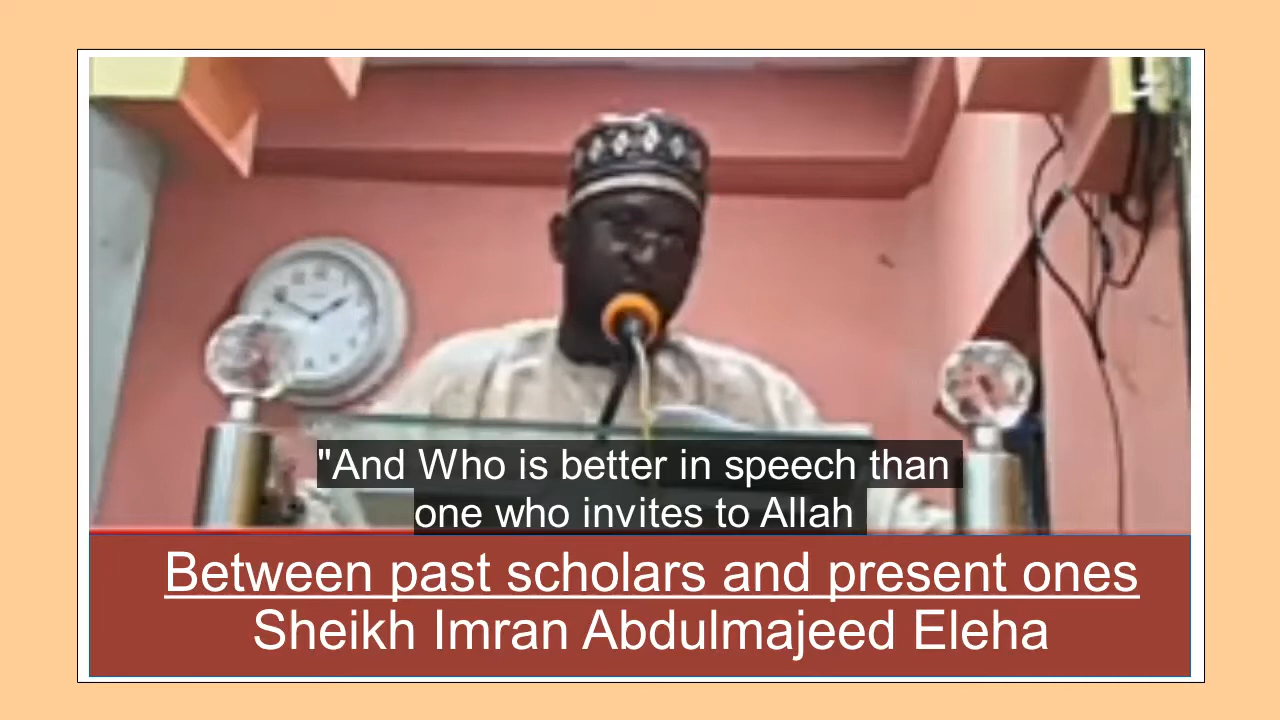 "And Who is better in speech than
one who invites to Allah
Between past scholars and present ones
Sheikh Imran Abdulmajeed Eleha